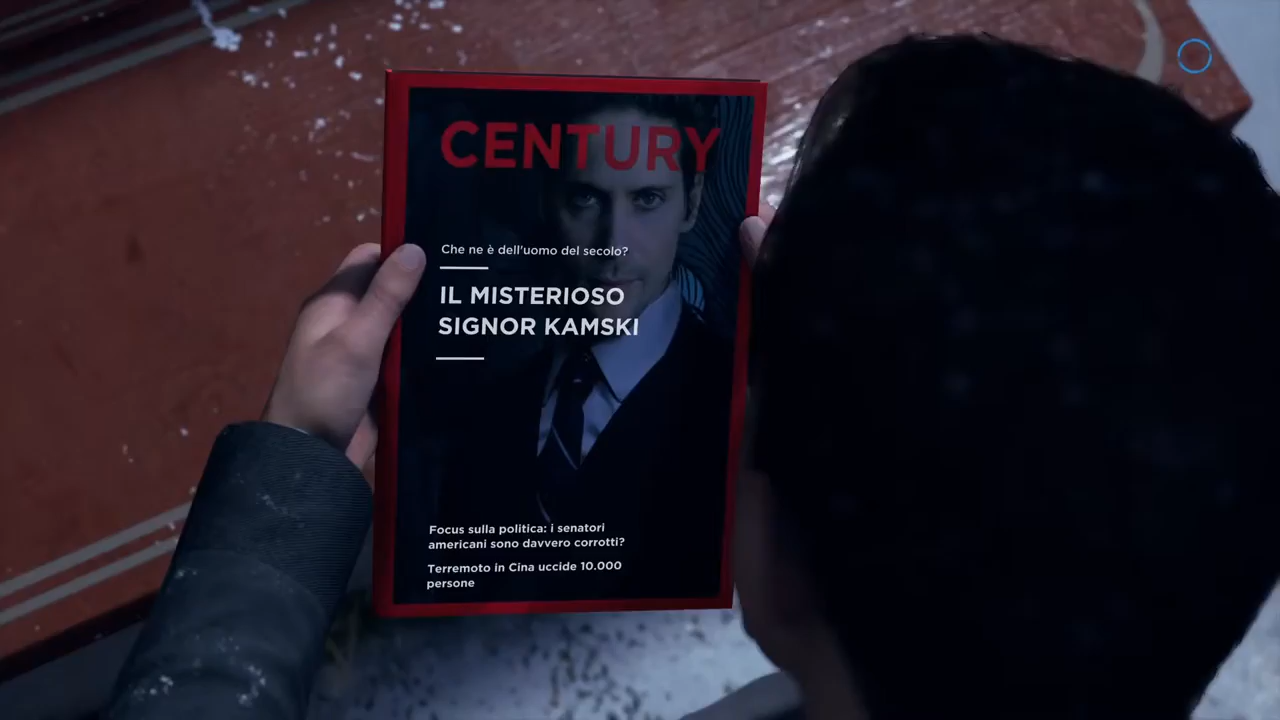 CENTURY
Che ne è dell'uomo del secolo?
IL MISTERIOSO
SIGNOR KAMSKI
Focus sulla politica: i senatori
americani sono davvero corrotti?
Terremoto in Cina uccide 10.000
persone